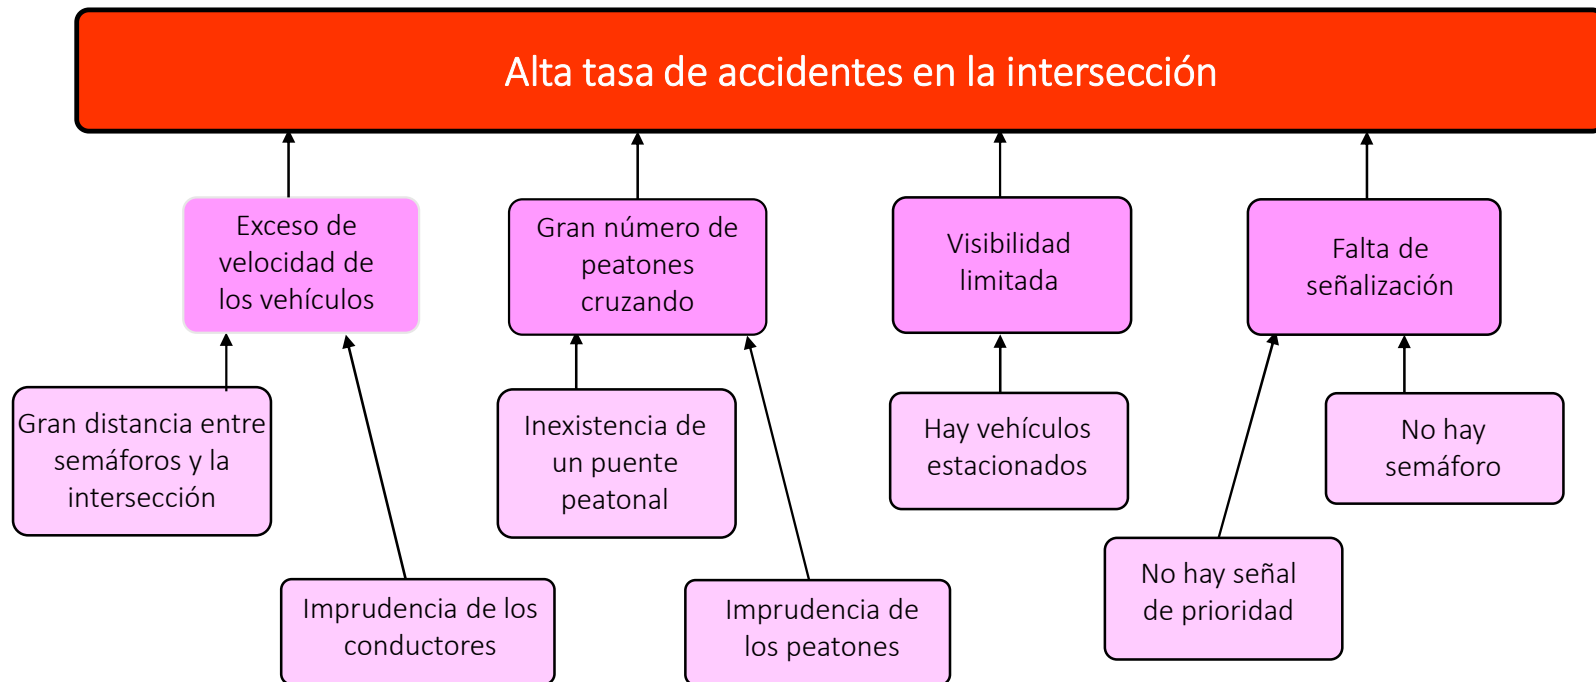 Alta tasa de accidentes en la intersección
Exceso de
velocidad de
los vehículos
Gran número de
peatones
cruzando
Visibilidad
limitada
Falta de
señalización
Gran distancia entre
semáforos y la
intersección
Inexistencia de
un puente
peatonal
Hay vehículos
estacionados
No hay
semáforo
Imprudencia de los
conductores
Imprudencia de
los peatones
No hay señal
de prioridad